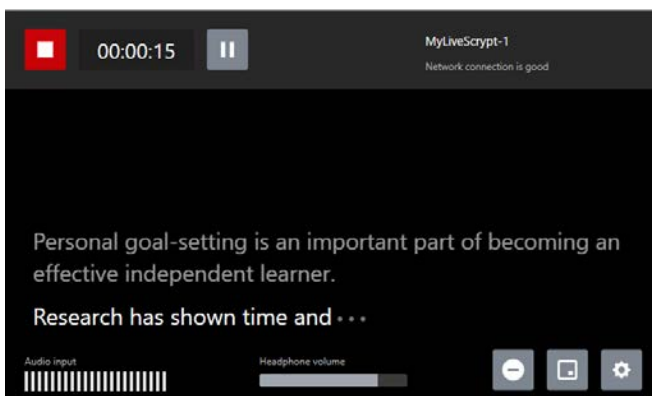 00:00:15
MyLiveScrypt-1
Network connection is good
Personal goal-setting is an important part of becoming an
effective independent learner.
Research has shown time and • • •
Audio input
Headphone volume